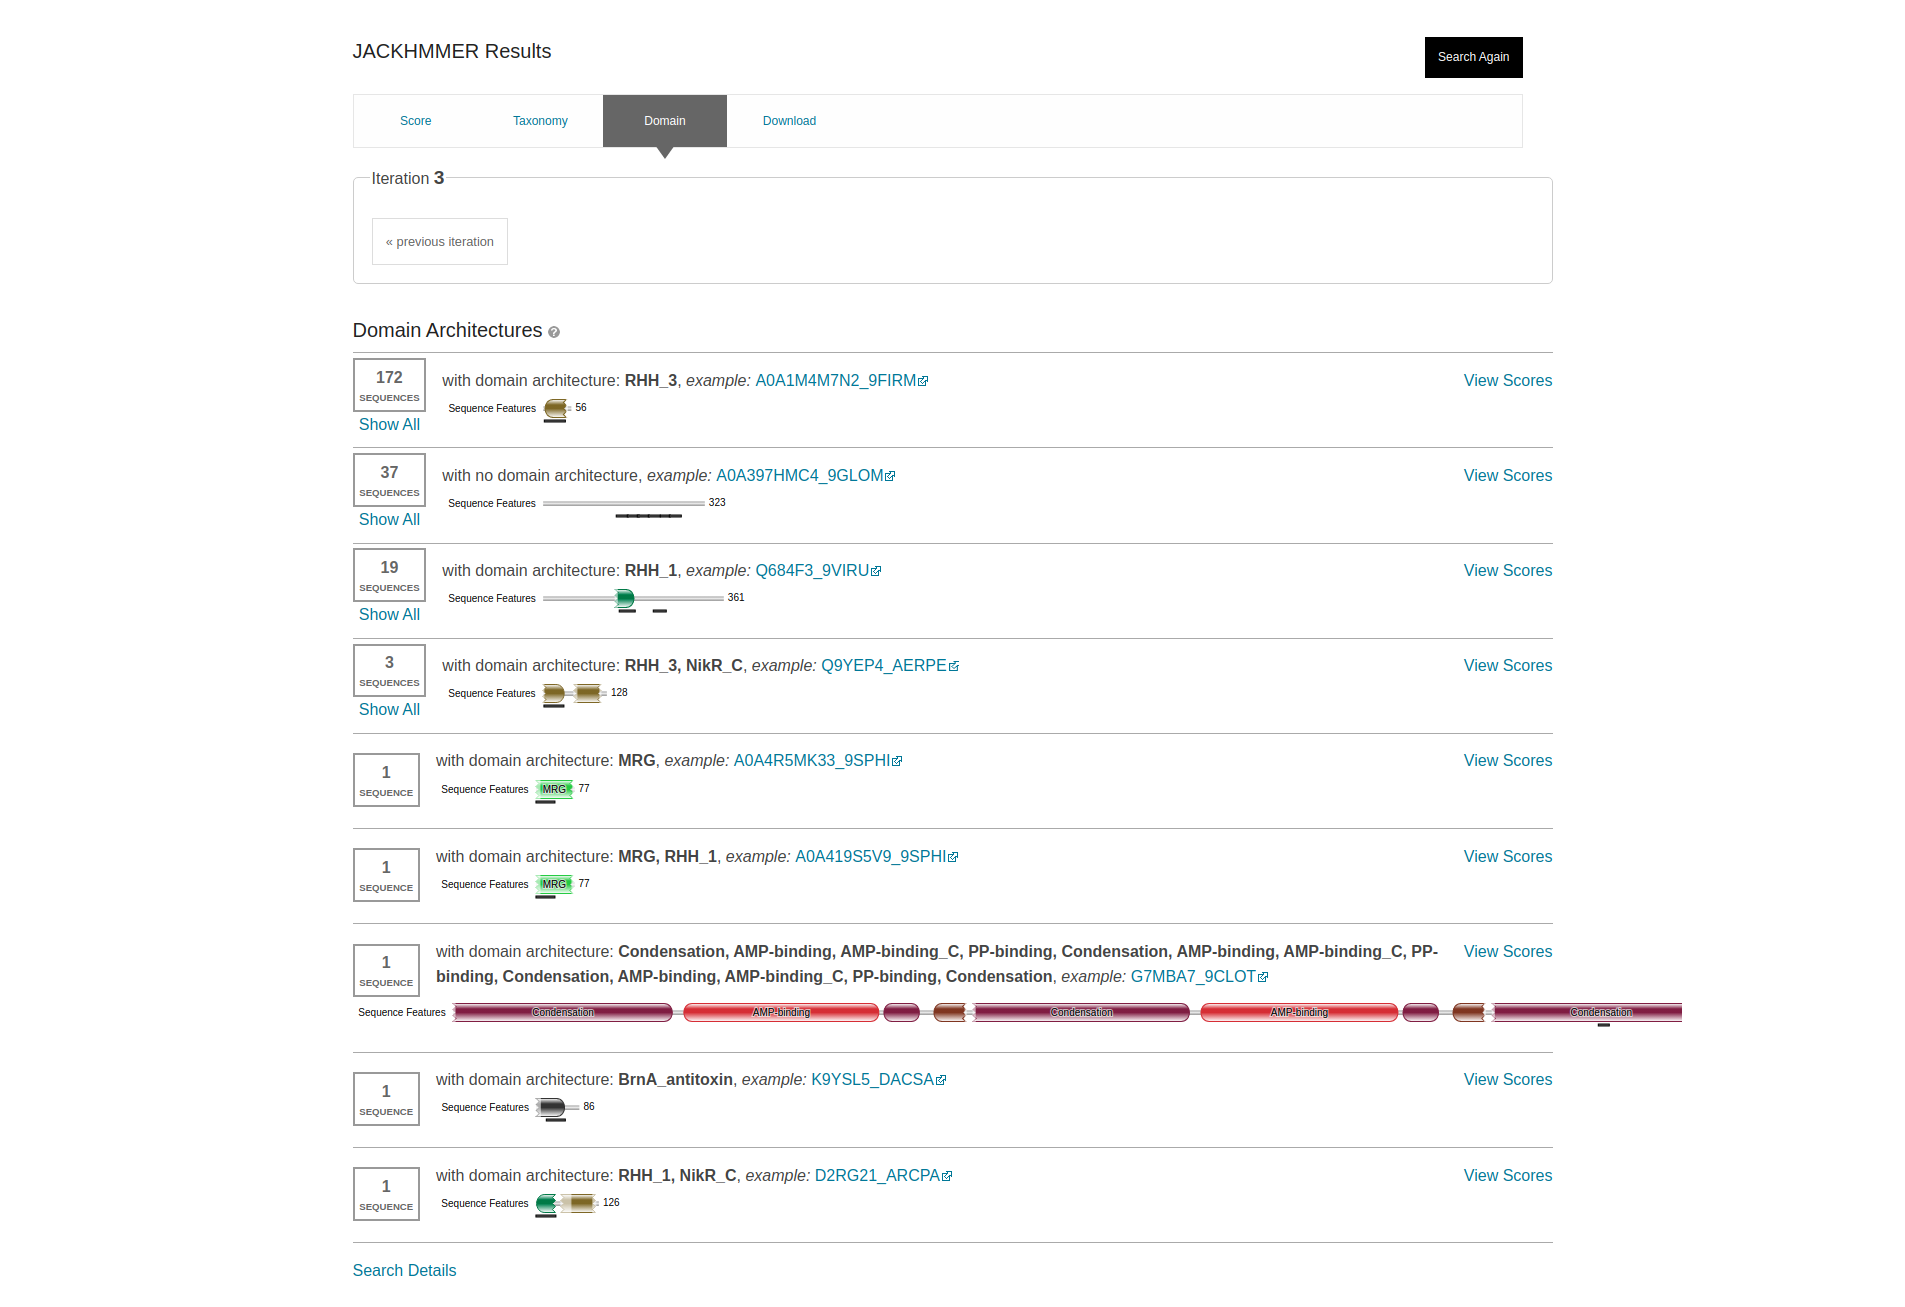 JACKHMMER Results
Search Again
Score Taxonomy Domain Download
Iteration 3
« previous iteration
Domain Architectures ?
172 SEQUENCES
Show All
with domain architecture: RHH_3, example: A0A1M4M7N2_9FIRM
View Scores
Sequence Features 56
37 SEQUENCES
Show All
with no domain architecture, example: A0A397HMC4_9GLOM
View Scores
Sequence Features 323
19 SEQUENCES
Show All
with domain architecture: RHH_1, example: Q684F3_9VIRU
View Scores
Sequence Features 361
3 SEQUENCES
Show All
with domain architecture: RHH_3, NikR_C, example: Q9YEP4_AERPE
View Scores
Sequence Features 128
1 SEQUENCE
with domain architecture: MRG, example: A0A4R5MK33_9SPHI
View Scores
Sequence Features MRG 77
1 SEQUENCE
with domain architecture: MRG, RHH_1, example: A0A419S5V9_9SPHI
View Scores
Sequence Features MRG 77
1 SEQUENCE
with domain architecture: Condensation, AMP-binding, AMP-binding_C, PP-binding, Condensation, AMP-binding, AMP-binding_C, PP-
binding, Condensation, AMP-binding, AMP-binding_C, PP-binding, Condensation, example: G7MBA7_9CLOT
View Scores
Sequence Features Condensation AMP-binding Condensation AMP-binding Condensation
1 SEQUENCE
with domain architecture: BrnA_antitoxin, example: K9YSL5_DACSA
View Scores
Sequence Features 86
1 SEQUENCE
with domain architecture: RHH_1, NikR_C, example: D2RG21_ARCPA
View Scores
Sequence Features 126
Search Details